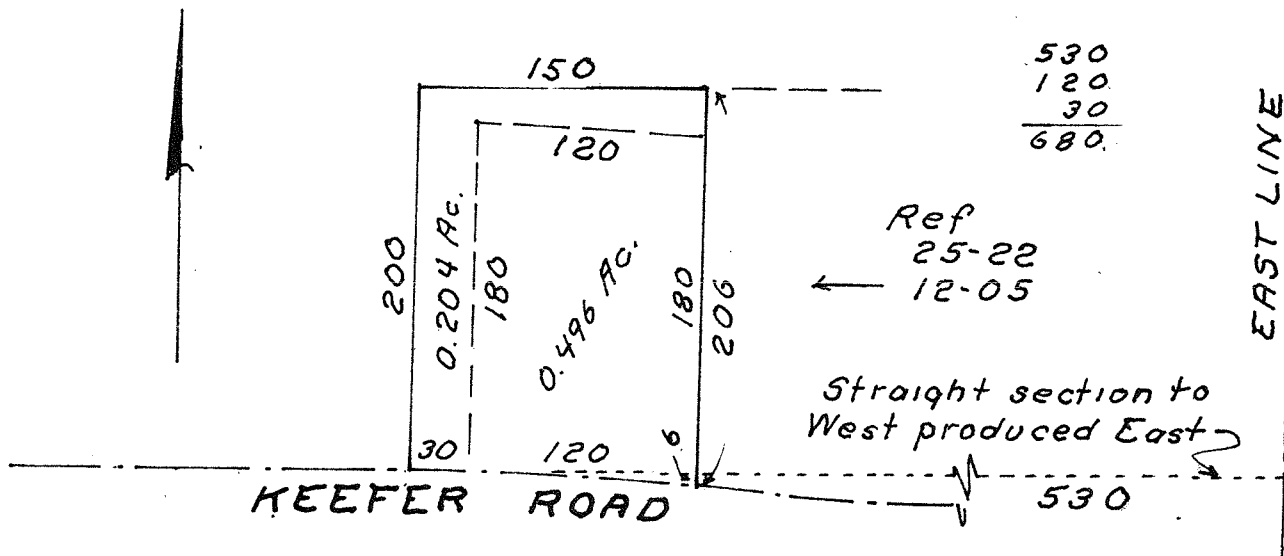 150
530
120
30
680.
EAST LINE
120
200
0.204 Ac.
180
0.496 Ac.
180
206
Ref
25-22
12-05
Straight section to
West produced East
30
120
6
530
KEEFER ROAD